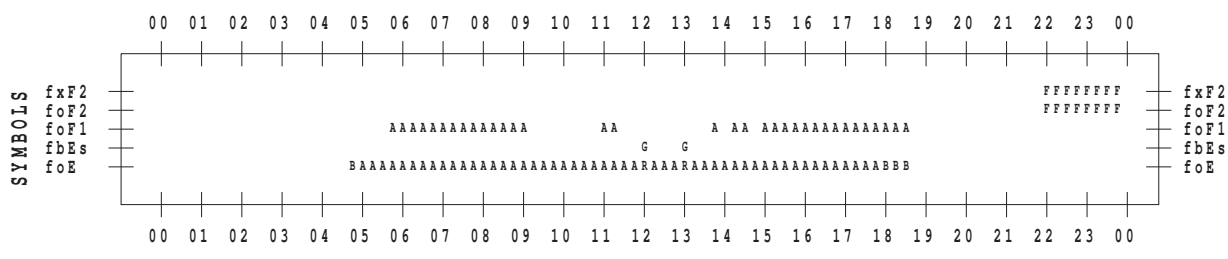 00 01 02 03 04 05 06 07 08 09 10 11 12 13 14 15 16 17 18 19 20 21 22 23 00
SYMBOLS
fxF2 FFFFFFFF fxF2
foF2 FFFFFFFF foF2
foF1 AAAAAAAAAAAAAA AA A AA AAAAAAAAAAAAAAA foF1
fbEs G G fbEs
foE BAAAAAAAAAAAAAAAAAAAAAAAAAAAARAAARAAAAAAAAAAAAAAAAAAABBB foE
00 01 02 03 04 05 06 07 08 09 10 11 12 13 14 15 16 17 18 19 20 21 22 23 00